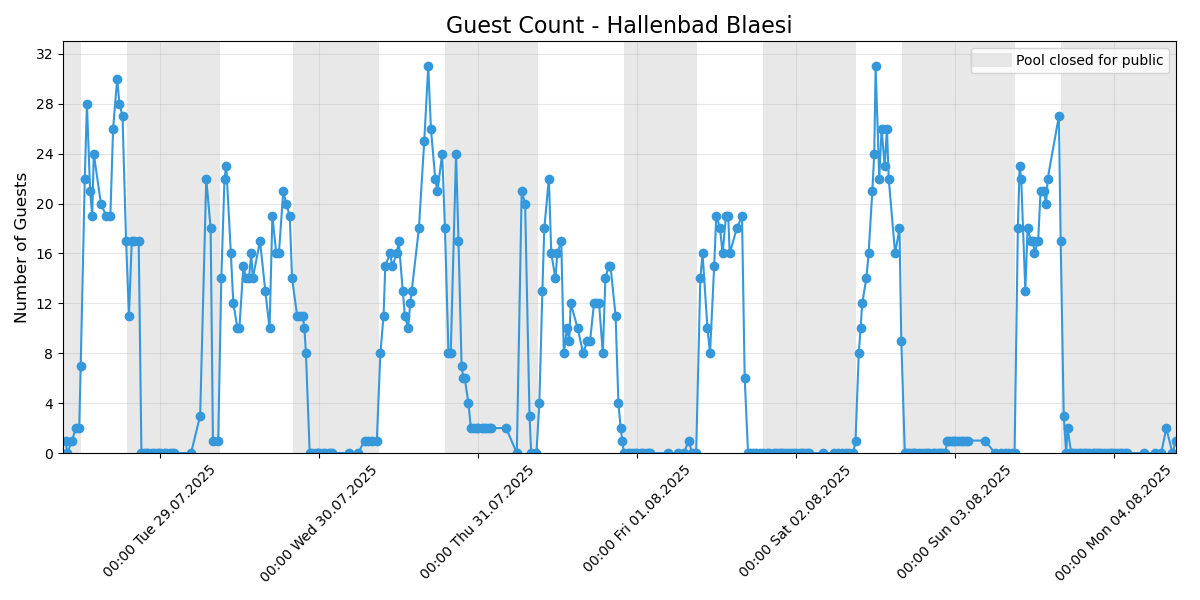 Guest Count - Hallenbad Blaesi
Pool closed for public
Number of Guests
32
28
24
20
16
12
8
4
0
00:00 Tue 29.07.2025
00:00 Wed 30.07.2025
00:00 Thu 31.07.2025
00:00 Fri 01.08.2025
00:00 Sat 02.08.2025
00:00 Sun 03.08.2025
00:00 Mon 04.08.2025